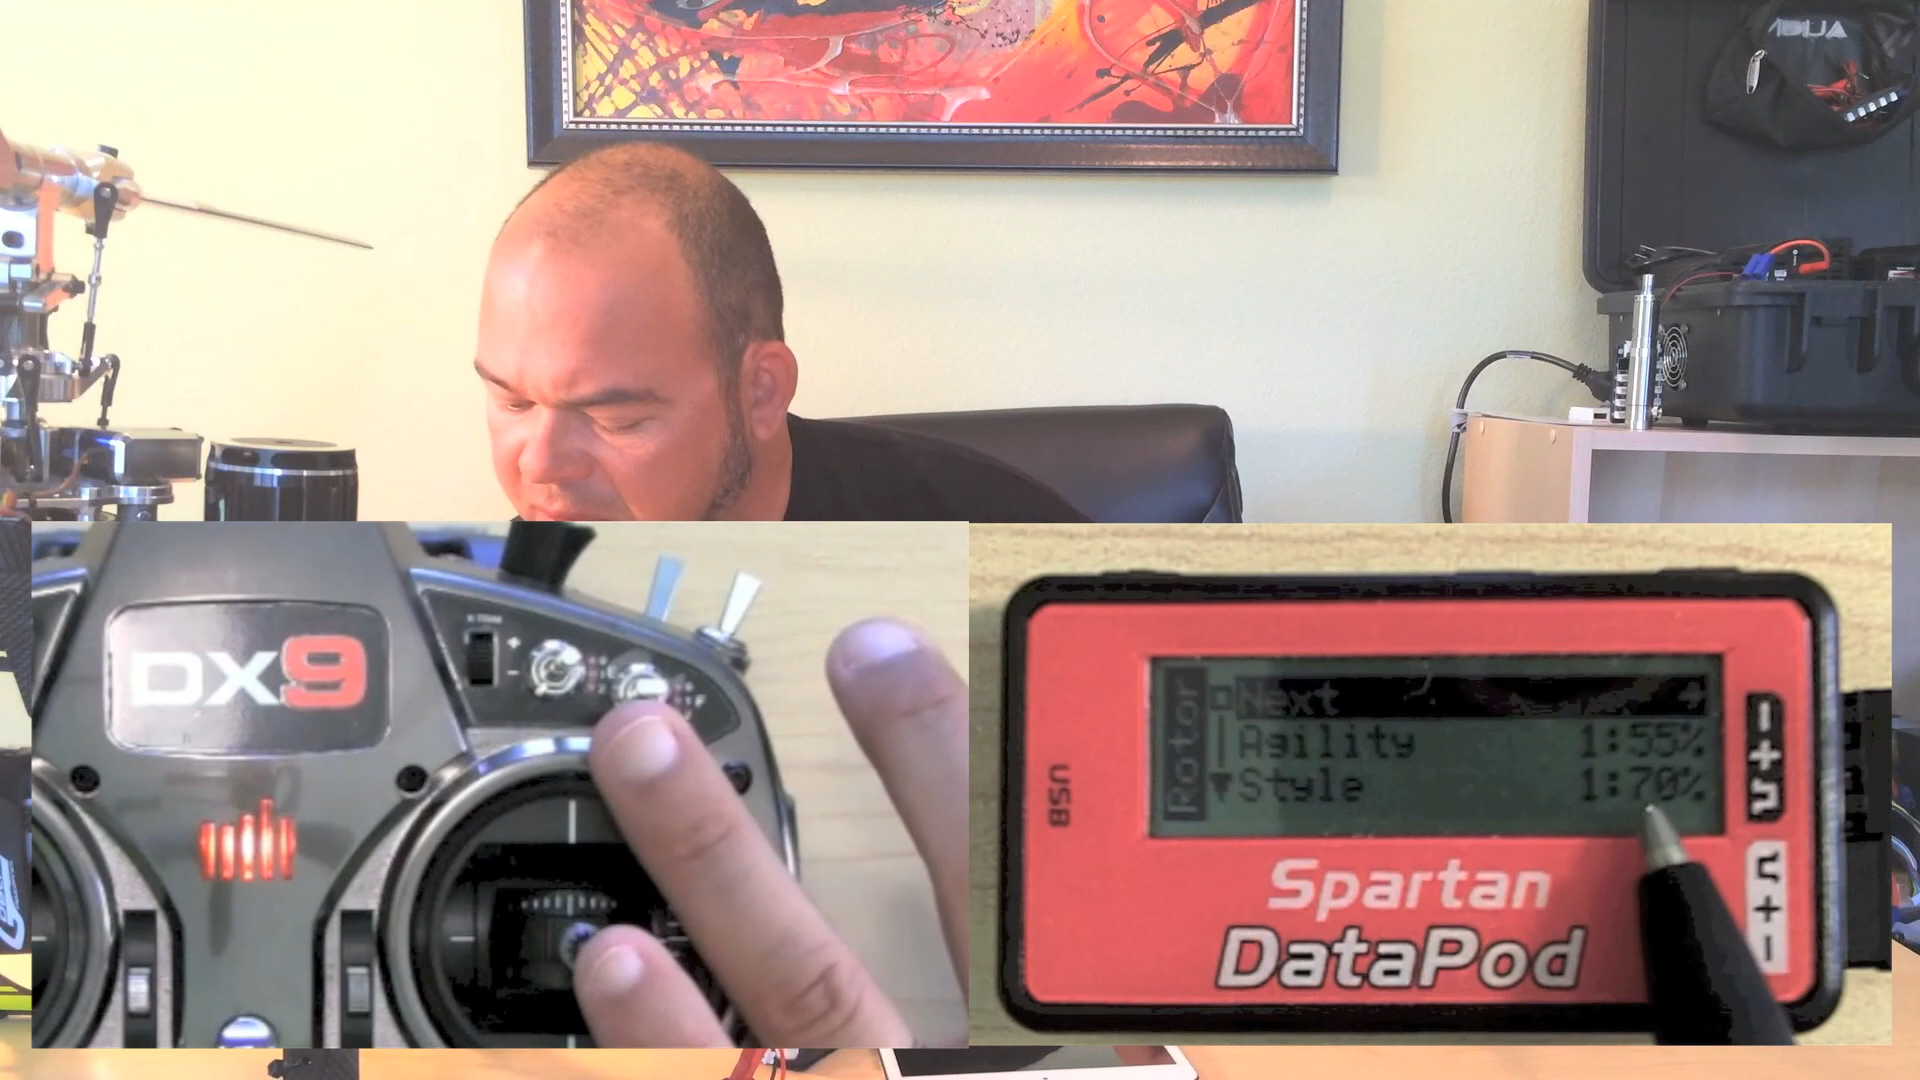 DX9
Rotor
Next
Agility 1:55%
Style 1:70%
USB
Spartan
DataPod